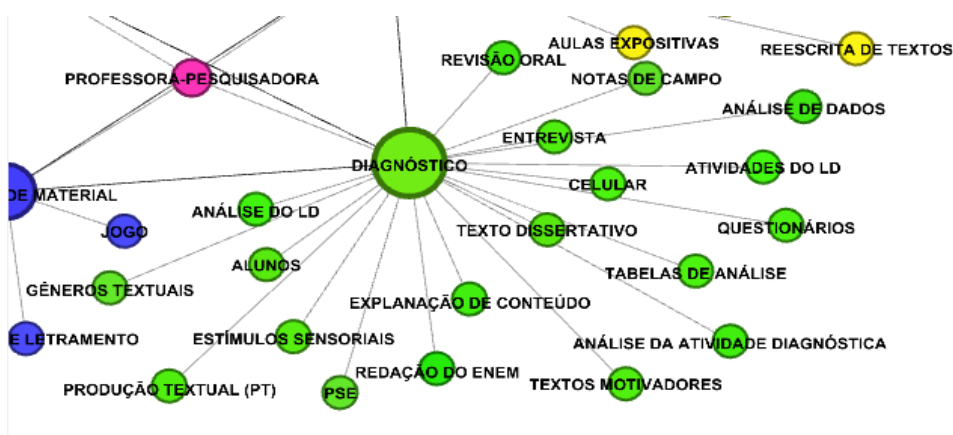 AULAS EXPOSITIVAS
REESCRITA DE TEXTOS
REVISÃO ORAL
PROFESSORA-PESQUISADORA
NOTAS DE CAMPO
ANÁLISE DE DADOS
ENTREVISTA
DIAGNÓSTICO
ATIVIDADES DO LD
CELULAR
DE MATERIAL
ANÁLISE DO LD
JOGO
TEXTO DISSERTATIVO
QUESTIONÁRIOS
ALUNOS
TABELAS DE ANÁLISE
GÊNEROS TEXTUAIS
EXPLANAÇÃO DE CONTEÚDO
E LETRAMENTO
ESTÍMULOS SENSORIAIS
ANÁLISE DA ATIVIDADE DIAGNÓSTICA
REDAÇÃO DO ENEM
TEXTOS MOTIVADORES
PRODUÇÃO TEXTUAL (PT)
PSE